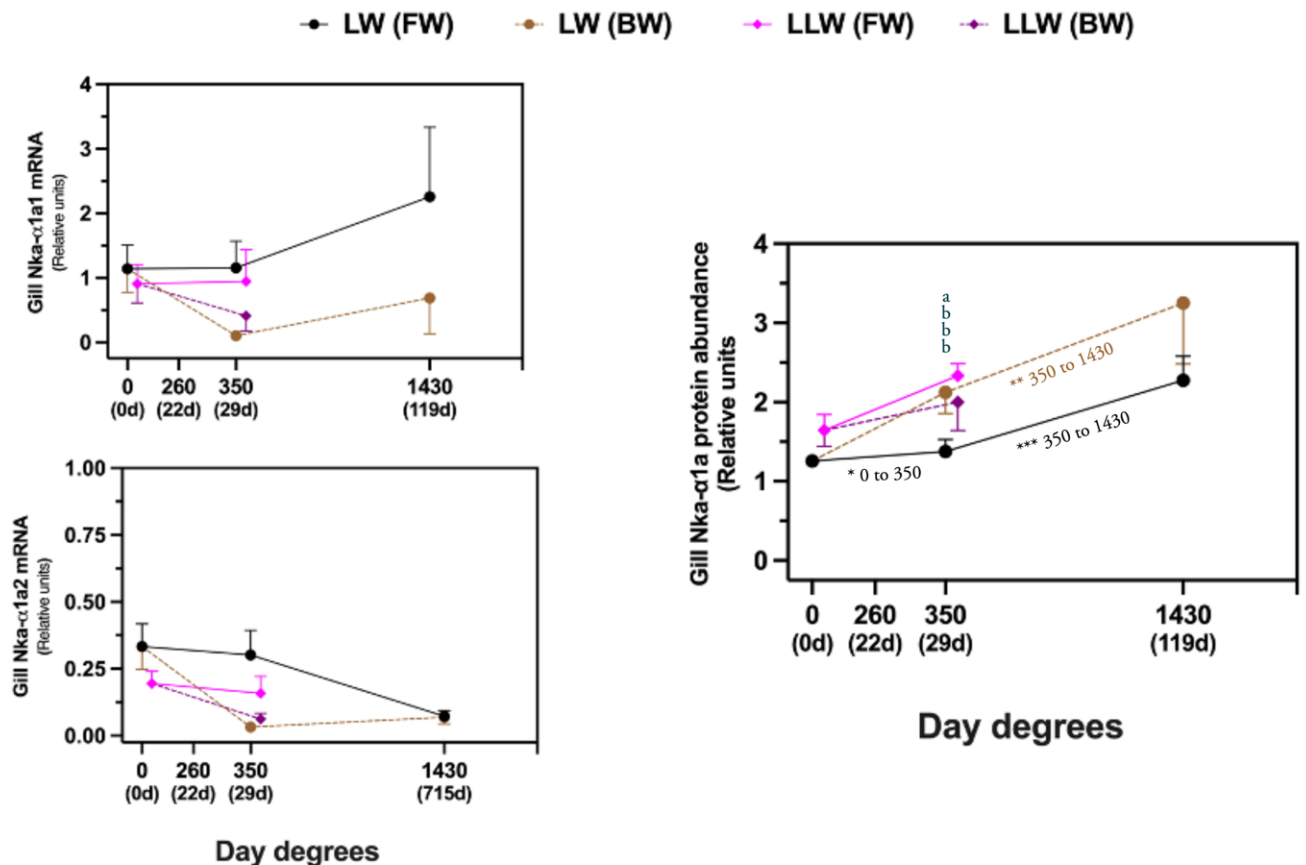 LW (FW) LW (BW) LLW (FW) LLW (BW)
Gill Nka-α1a1 mRNA
(Relative units)
4
3
2
1
0
0 260 350 1430
(0d) (22d) (29d) (119d)
Gill Nka-α1a2 mRNA
(Relative units)
1.00
0.75
0.50
0.25
0.00
0 260 350 1430
(0d) (22d) (29d) (715d)
Day degrees
Gill Nka-α1a protein abundance
(Relative units
4
3
2
1
0
a
b
b
b
** 350 to 1430
*** 350 to 1430
* 0 to 350
0 260 350 1430
(0d) (22d) (29d) (119d)
Day degrees